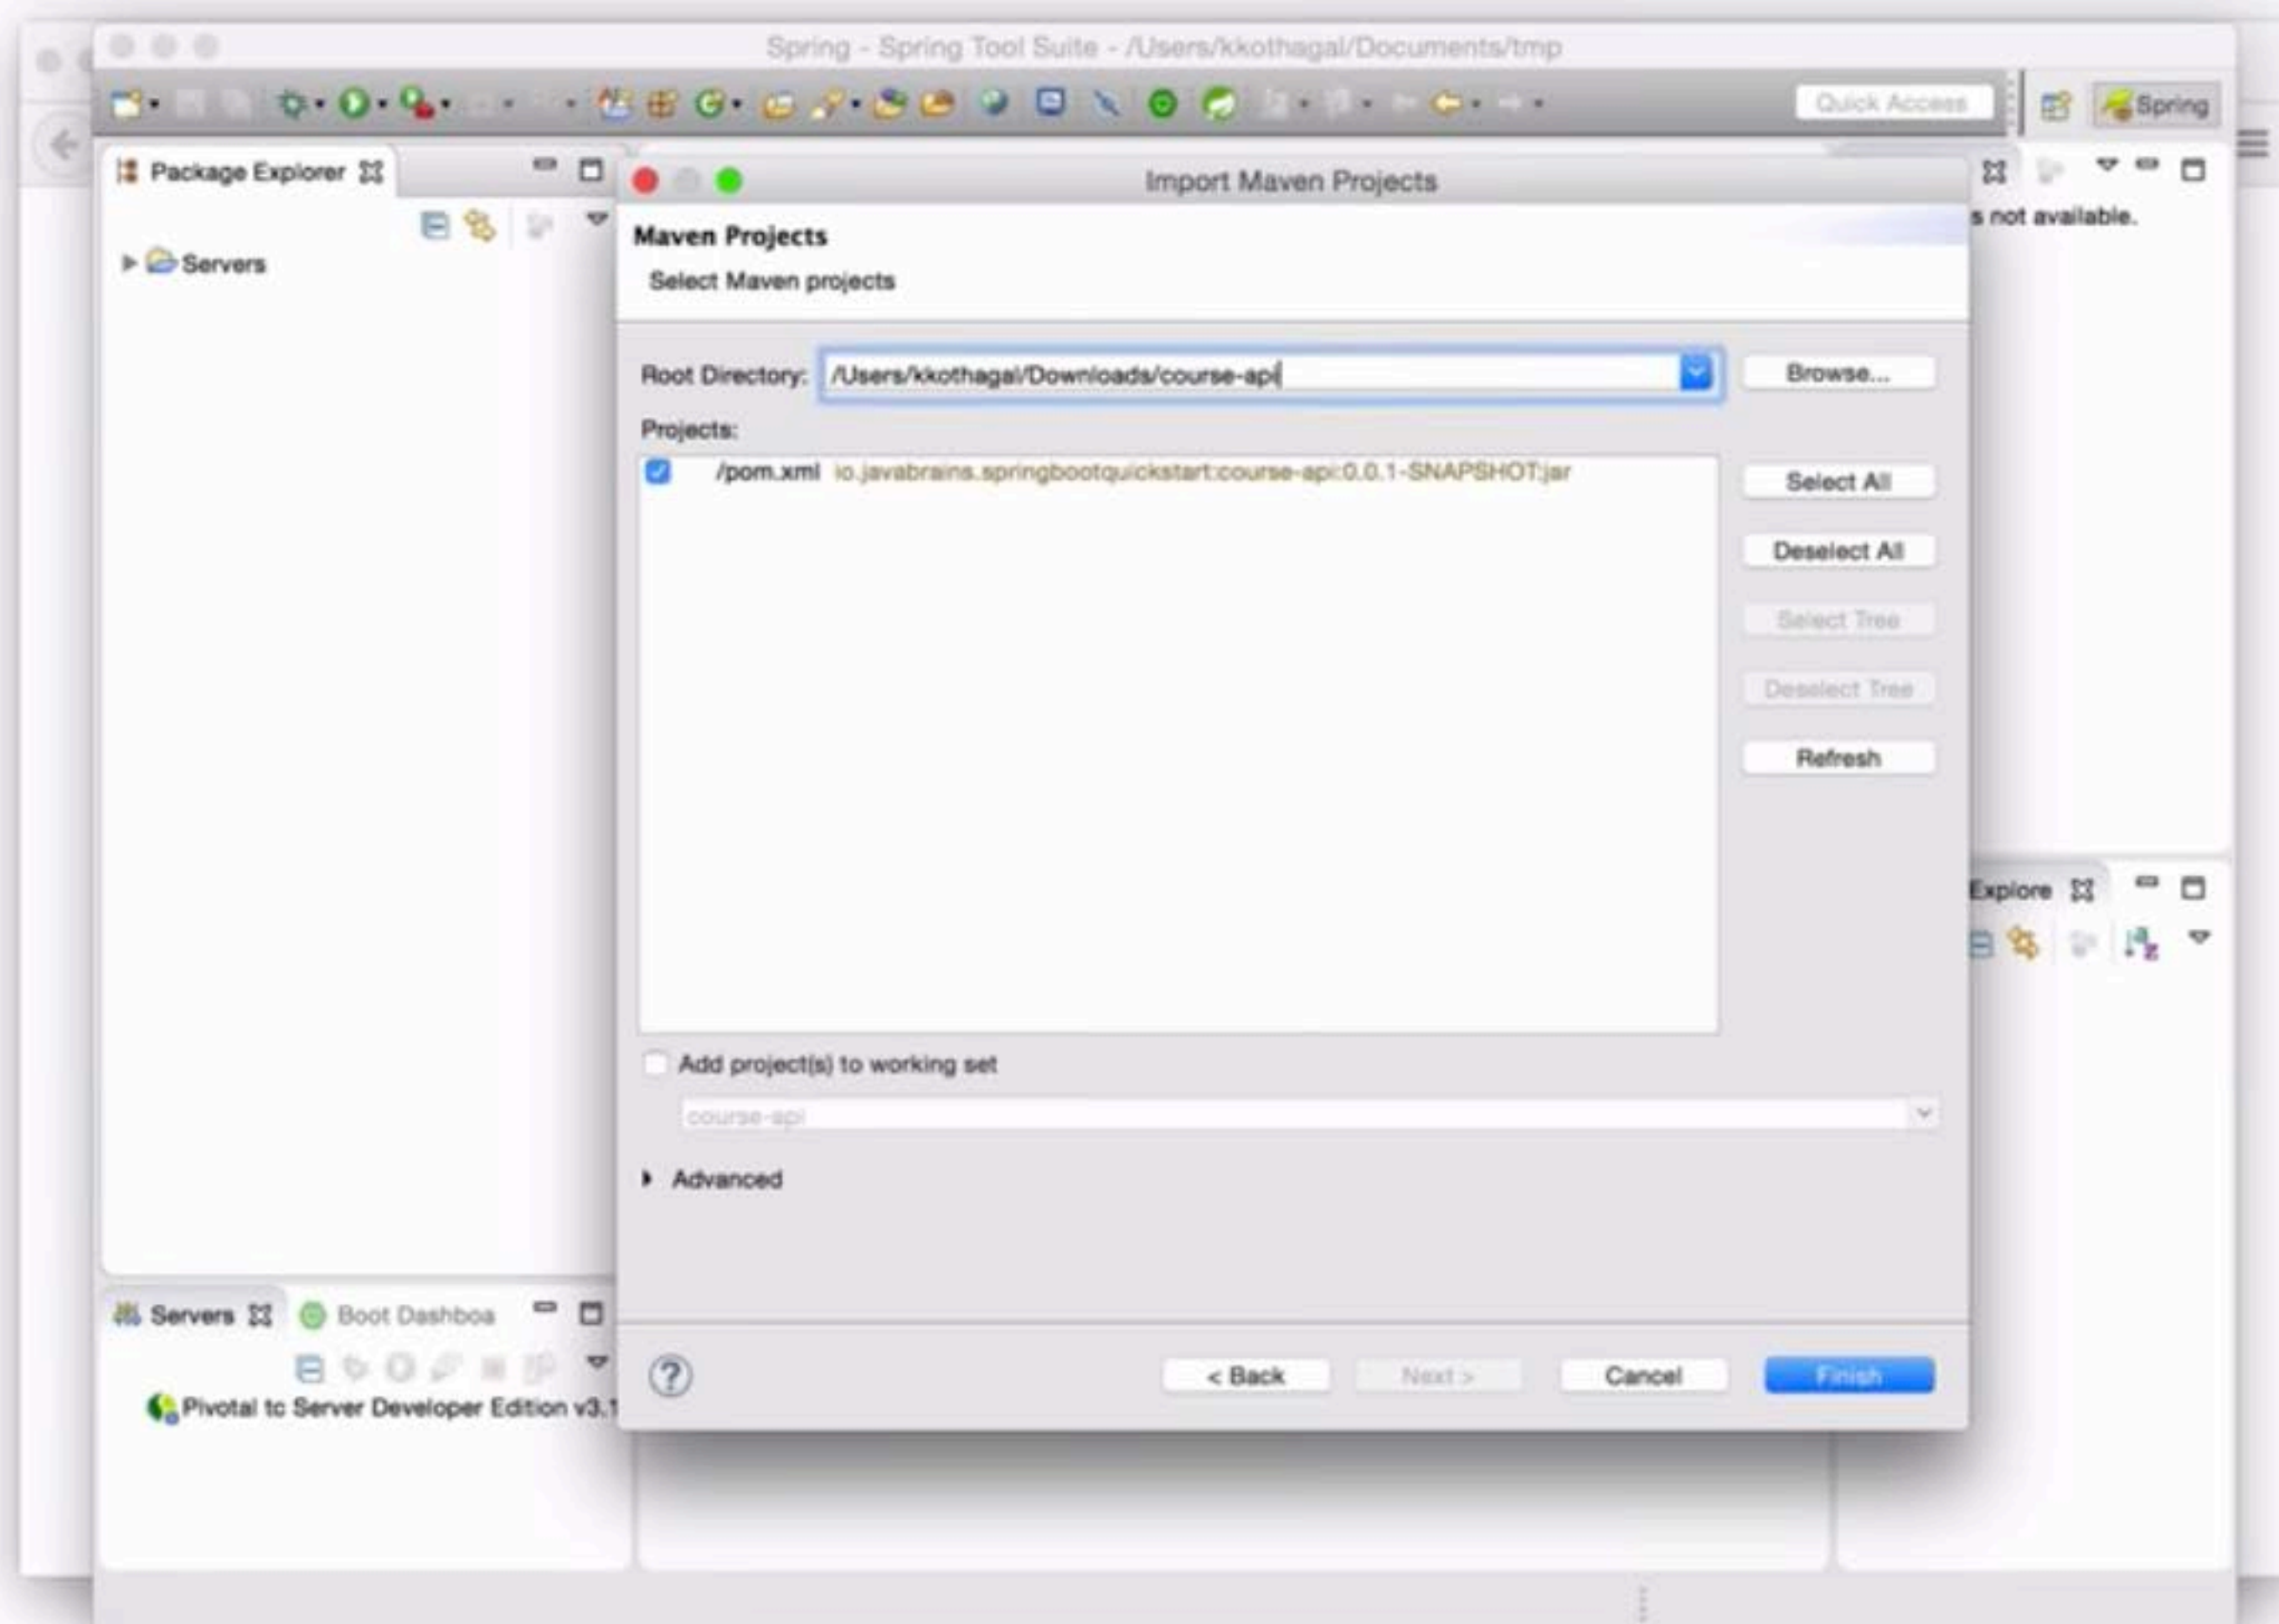 Spring - Spring Tool Suite - /Users/kkothagal/Documents/tmp
Quick Access
Spring
Package Explorer
Servers
Import Maven Projects
s not available.
Maven Projects
Select Maven projects
Root Directory: /Users/kkothagal/Downloads/course-api
Browse...
Projects:
/pom.xml io.javabrains.springbootquickstart:course-api:0.0.1-SNAPSHOT:jar
Select All
Deselect All
Select Tree
Deselect Tree
Refresh
Explore
Add project(s) to working set
course-api
Advanced
Servers
Boot Dashboa
Pivotal tc Server Developer Edition v3.1
?
< Back
Next >
Cancel
Finish